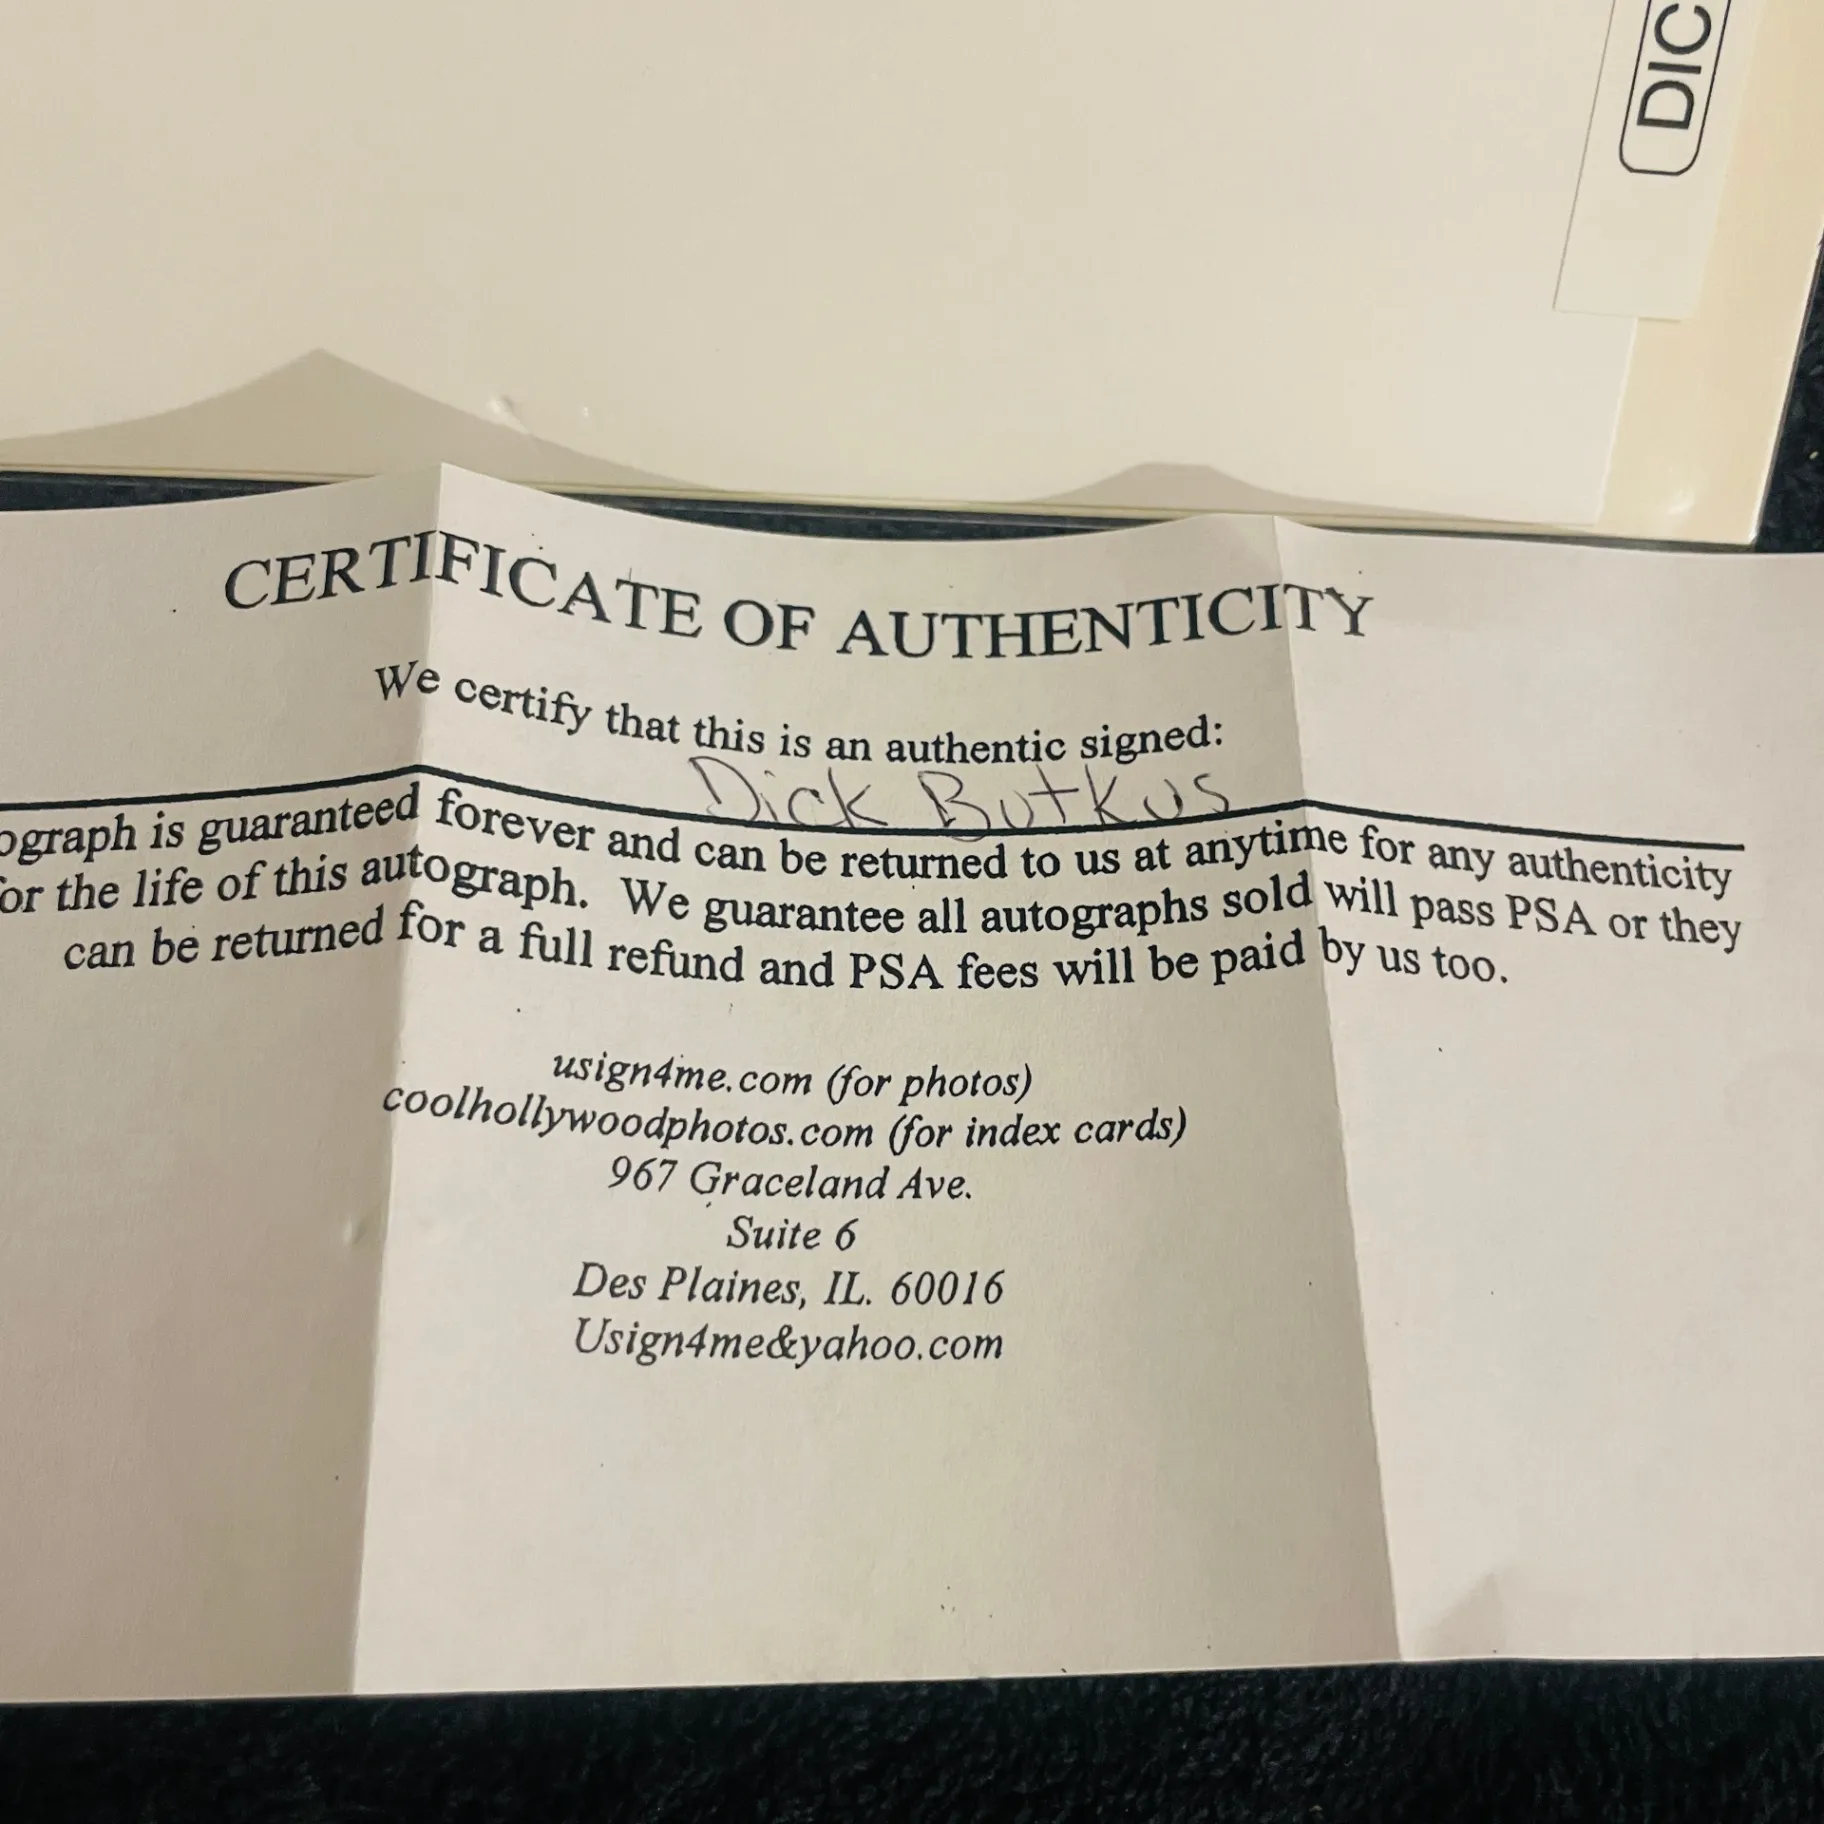 DIC
CERTIFICATE OF AUTHENTICITY
We certify that this is an authentic signed:
Dick Butkus
ograph is guaranteed forever and can be returned to us at anytime for any authenticity
or the life of this autograph. We guarantee all autographs sold will pass PSA or they
can be returned for a full refund and PSA fees will be paid by us too.
usign4me.com (for photos)
coolhollywoodphotos.com (for index cards)
967 Graceland Ave.
Suite 6
Des Plaines, IL. 60016
Usign4me&yahoo.com